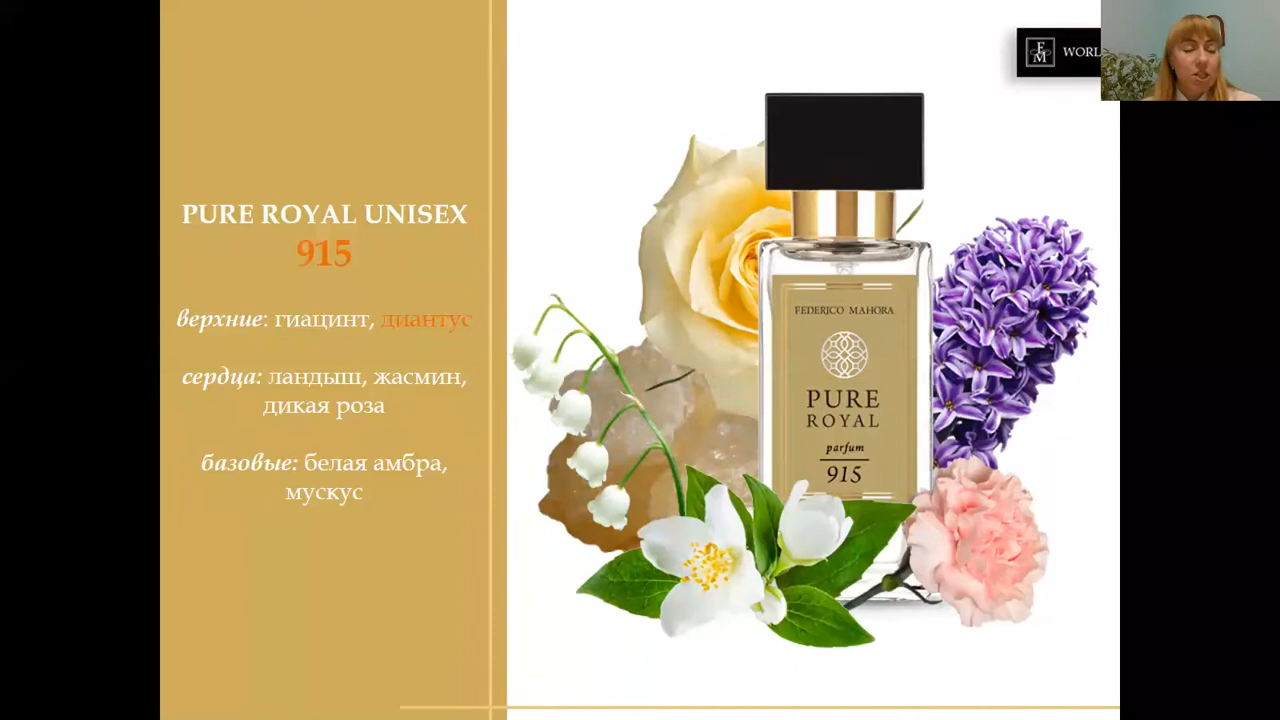 PURE ROYAL UNISEX
915
верхние: гиацинт, диантус
сердца: ландыш, жасмин,
дикая роза
базовые: белая амбра,
мускус
FM
WORL
FEDERICO MAHORA
PURE
ROYAL
parfum
915